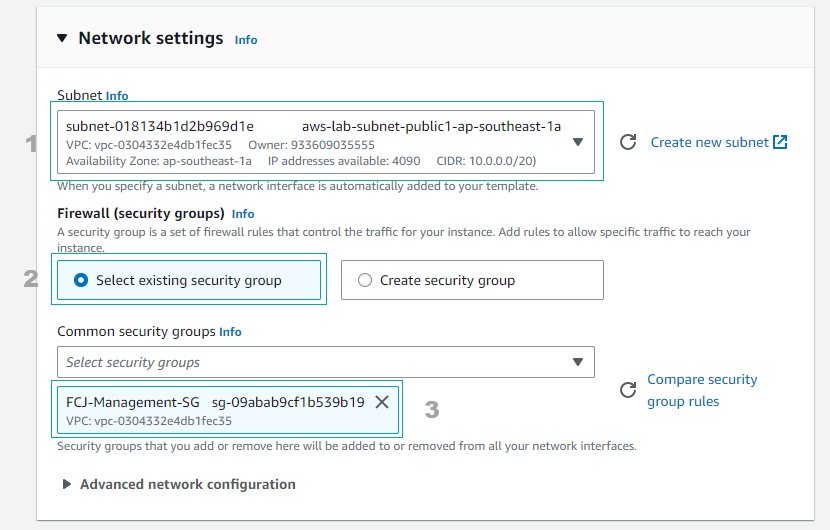 Network settings Info
Subnet Info
1
subnet-018134b1d2b969d1e aws-lab-subnet-public1-ap-southeast-1a
VPC: vpc-0304332e4db1fec35 Owner: 933609035555
Availability Zone: ap-southeast-1a IP addresses available: 4090 CIDR: 10.0.0.0/20)
Create new subnet
When you specify a subnet, a network interface is automatically added to your template.
Firewall (security groups) Info
A security group is a set of firewall rules that control the traffic for your instance. Add rules to allow specific traffic to reach your
instance.
2
Select existing security group
Create security group
Common security groups Info
Select security groups
Compare security
group rules
FCJ-Management-SG sg-09abab9cf1b539b19
VPC: vpc-0304332e4db1fec35
3
Security groups that you add or remove here will be added to or removed from all your network interfaces.
Advanced network configuration